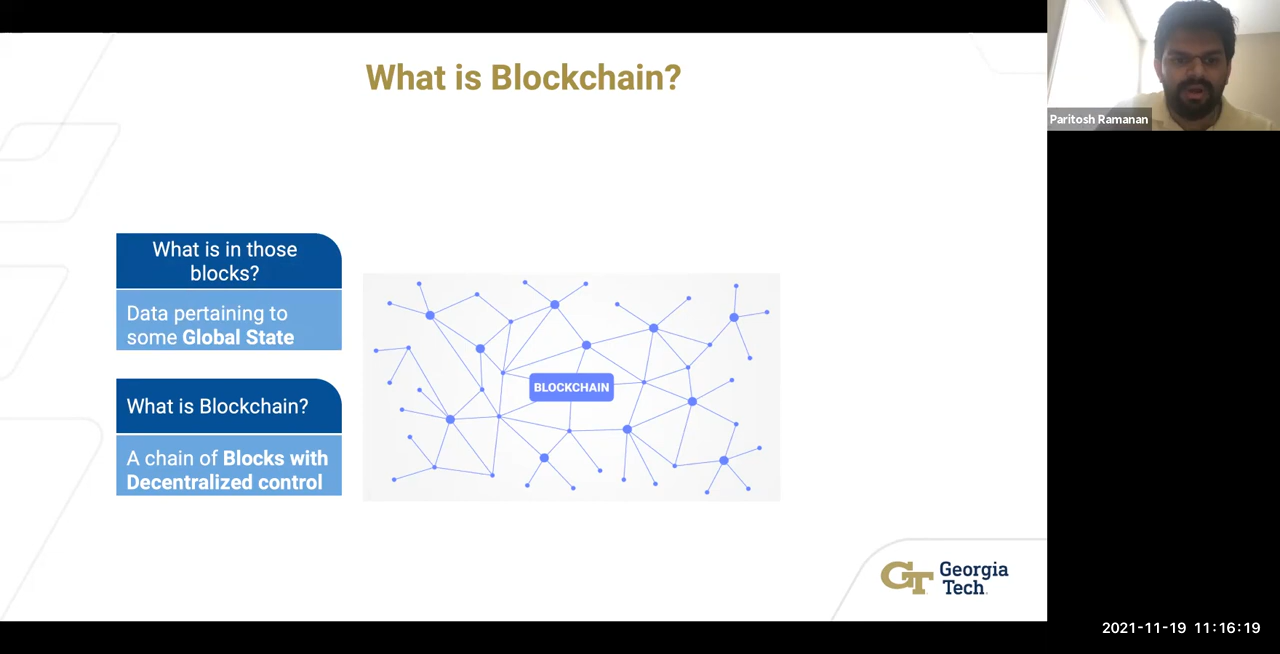 What is Blockchain?
Paritosh Ramanan
What is in those
blocks?
Data pertaining to
some Global State
What is Blockchain?
A chain of Blocks with
Decentralized control
BLOCKCHAIN
GT
Georgia
Tech
2021-11-19 11:16:19